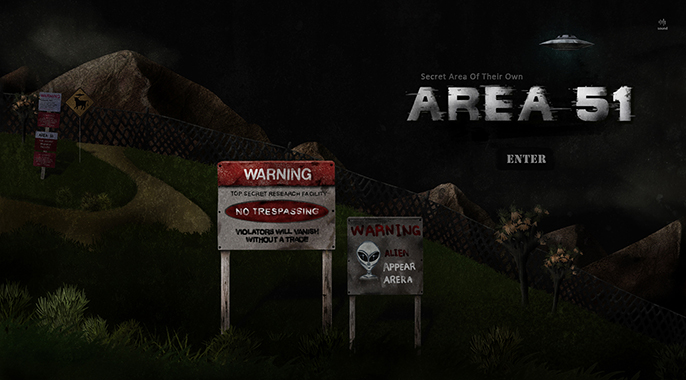 Secret Area Of Their Own
AREA 51
ENTER
WARNING
TOP SECRET RESEARCH FACILITY
NO TRESPASSING
VIOLATORS WILL VANISH
WITHOUT A TRACE
WARNING
ALIEN
APPEAR
ARERA